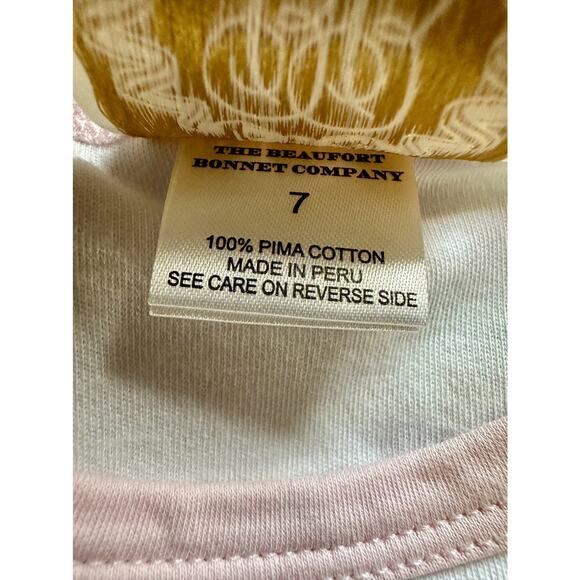 THE BEAUFORT
BONNET COMPANY
7
100% PIMA COTTON
MADE IN PERU
SEE CARE ON REVERSE SIDE